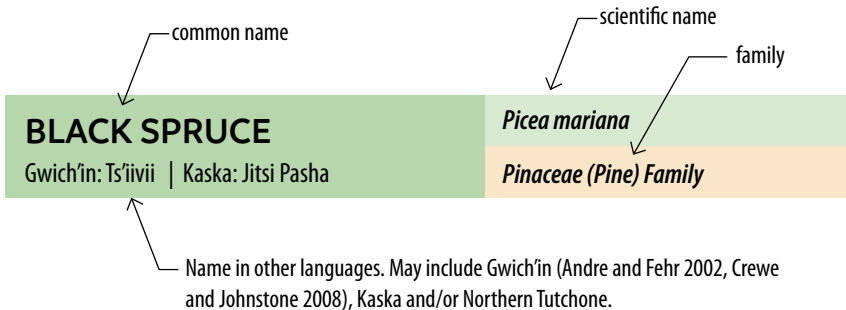 common name
scientific name
family
BLACK SPRUCE
Gwich’in: Ts’iivii | Kaska: Jitsi Pasha
Picea mariana
Pinaceae (Pine) Family
Name in other languages. May include Gwich’in (Andre and Fehr 2002, Crewe
and Johnstone 2008), Kaska and/or Northern Tutchone.